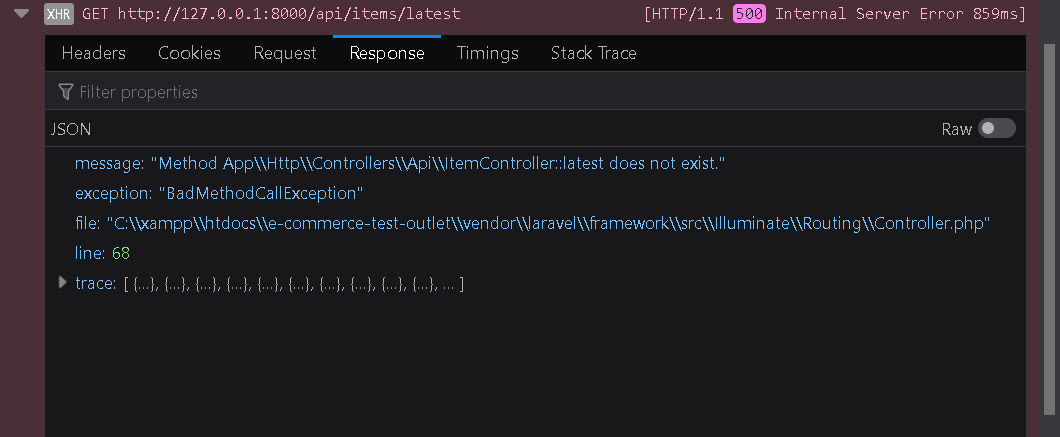 XHR GET http://127.0.0.1:8000/api/items/latest [HTTP/1.1 500 Internal Server Error 859ms]
Headers Cookies Request Response Timings Stack Trace
Filter properties
JSON Raw
message: "Method App\\Http\\Controllers\\Api\\ItemController::latest does not exist."
exception: "BadMethodCallException"
file: "C:\\xampp\\htdocs\\e-commerce-test-outlet\\vendor\\laravel\\framework\\src\\Illuminate\\Routing\\Controller.php"
line: 68
trace: [ {…}, {…}, {…}, {…}, {…}, {…}, {…}, {…}, {…}, {…}, … ]